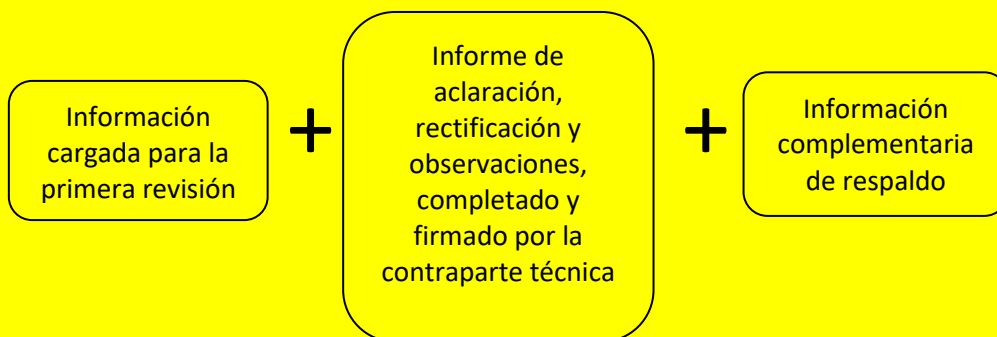 Información
cargada para la
primera revisión
+
Informe de
aclaración,
rectificación y
observaciones,
completado y
firmado por la
contraparte técnica
+
Información
complementaria
de respaldo